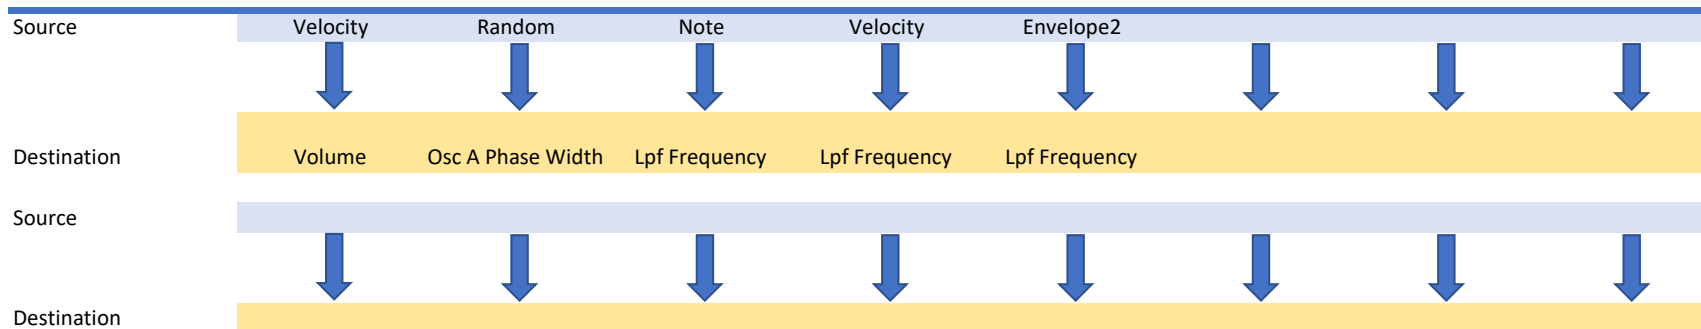 Source Velocity Random Note Velocity Envelope2
Destination Volume Osc A Phase Width Lpf Frequency Lpf Frequency Lpf Frequency
Source
Destination